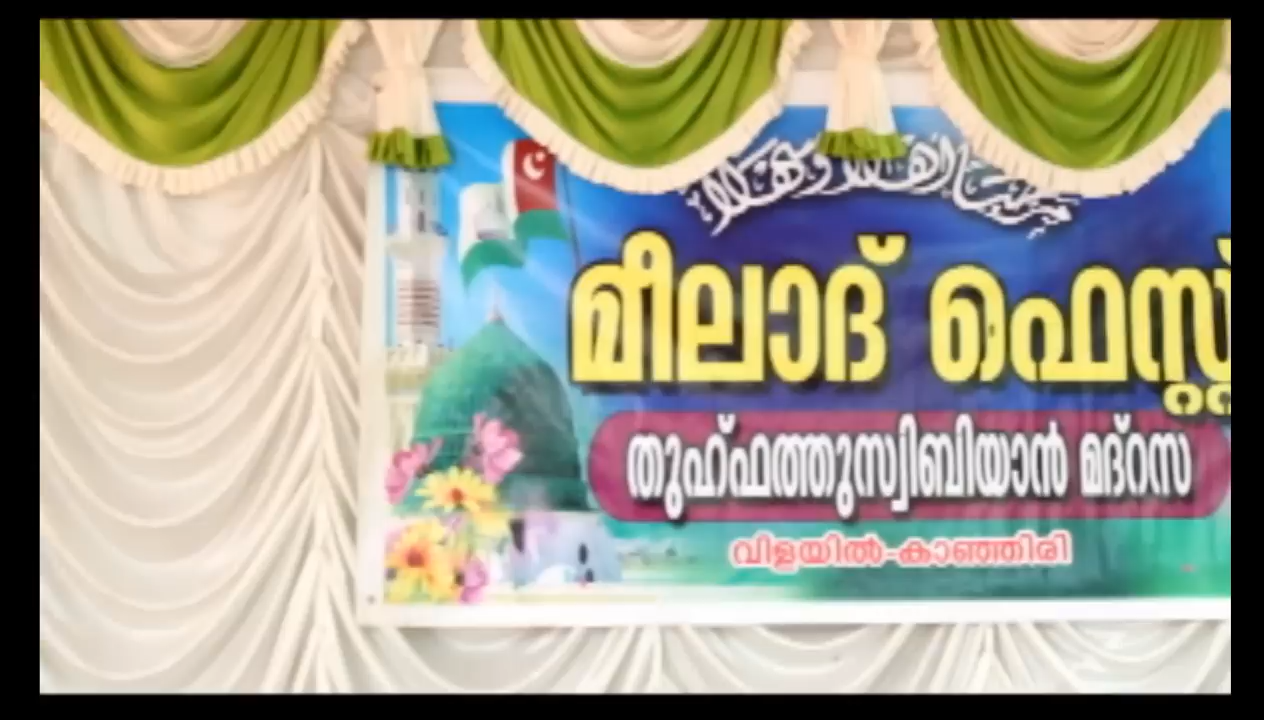 മീലാദ് ഫെസ്റ്റ്
തുഹ്ഫത്തുസ്വിബിയാൻ മദ്റസ
വിളയിൽ-കാഞ്ഞിരി